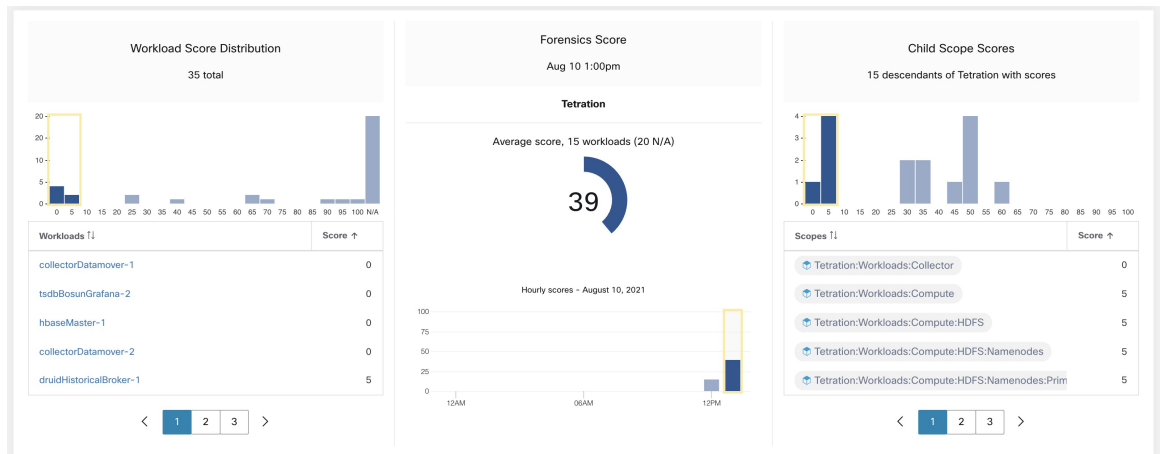 Workload Score Distribution
35 total
20
20
10
5
0
0 5 10 15 20 25 30 35 40 45 50 55 60 65 70 75 80 85 90 95 100 N/A
Workloads ↑↓ Score ↑
collectorDatamover-1 0
tsdbBosunGrafana-2 0
hbaseMaster-1 0
collectorDatamover-2 0
druidHistoricalBroker-1 5
1 2 3
Forensics Score
Aug 10 1:00pm
Tetration
Average score, 15 workloads (20 N/A)
39
Hourly scores - August 10, 2021
100
75
50
25
0
12AM 06AM 12PM
Child Scope Scores
15 descendants of Tetration with scores
4
3
2
1
0
0 5 10 15 20 25 30 35 40 45 50 55 60 65 70 75 80 85 90 95 100
Scopes ↑↓ Score ↑
Tetration:Workloads:Collector 0
Tetration:Workloads:Compute 5
Tetration:Workloads:Compute:HDFS 5
Tetration:Workloads:Compute:HDFS:Namenodes 5
Tetration:Workloads:Compute:HDFS:Namenodes:Prim 5
1 2 3